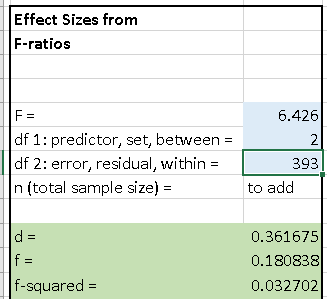 Effect Sizes from
F-ratios
F = 6.426
df 1: predictor, set, between = 2
df 2: error, residual, within = 393
n (total sample size) = to add
d = 0.361675
f = 0.180838
f-squared = 0.032702